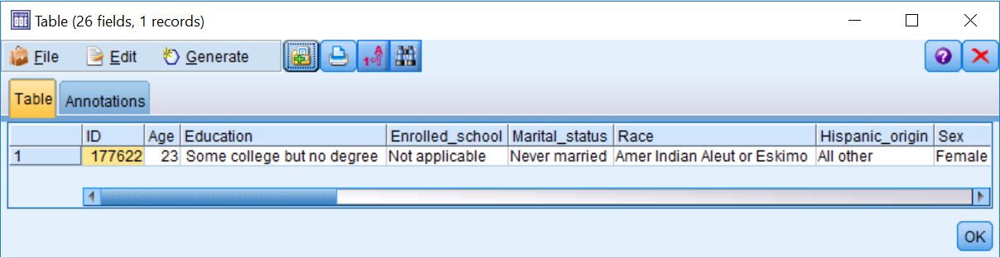 Table (26 fields, 1 records)
File Edit Generate
Table Annotations
ID Age Education Enrolled_school Marital_status Race Hispanic_origin Sex
1 177622 23 Some college but no degree Not applicable Never married Amer Indian Aleut or Eskimo All other Female
OK